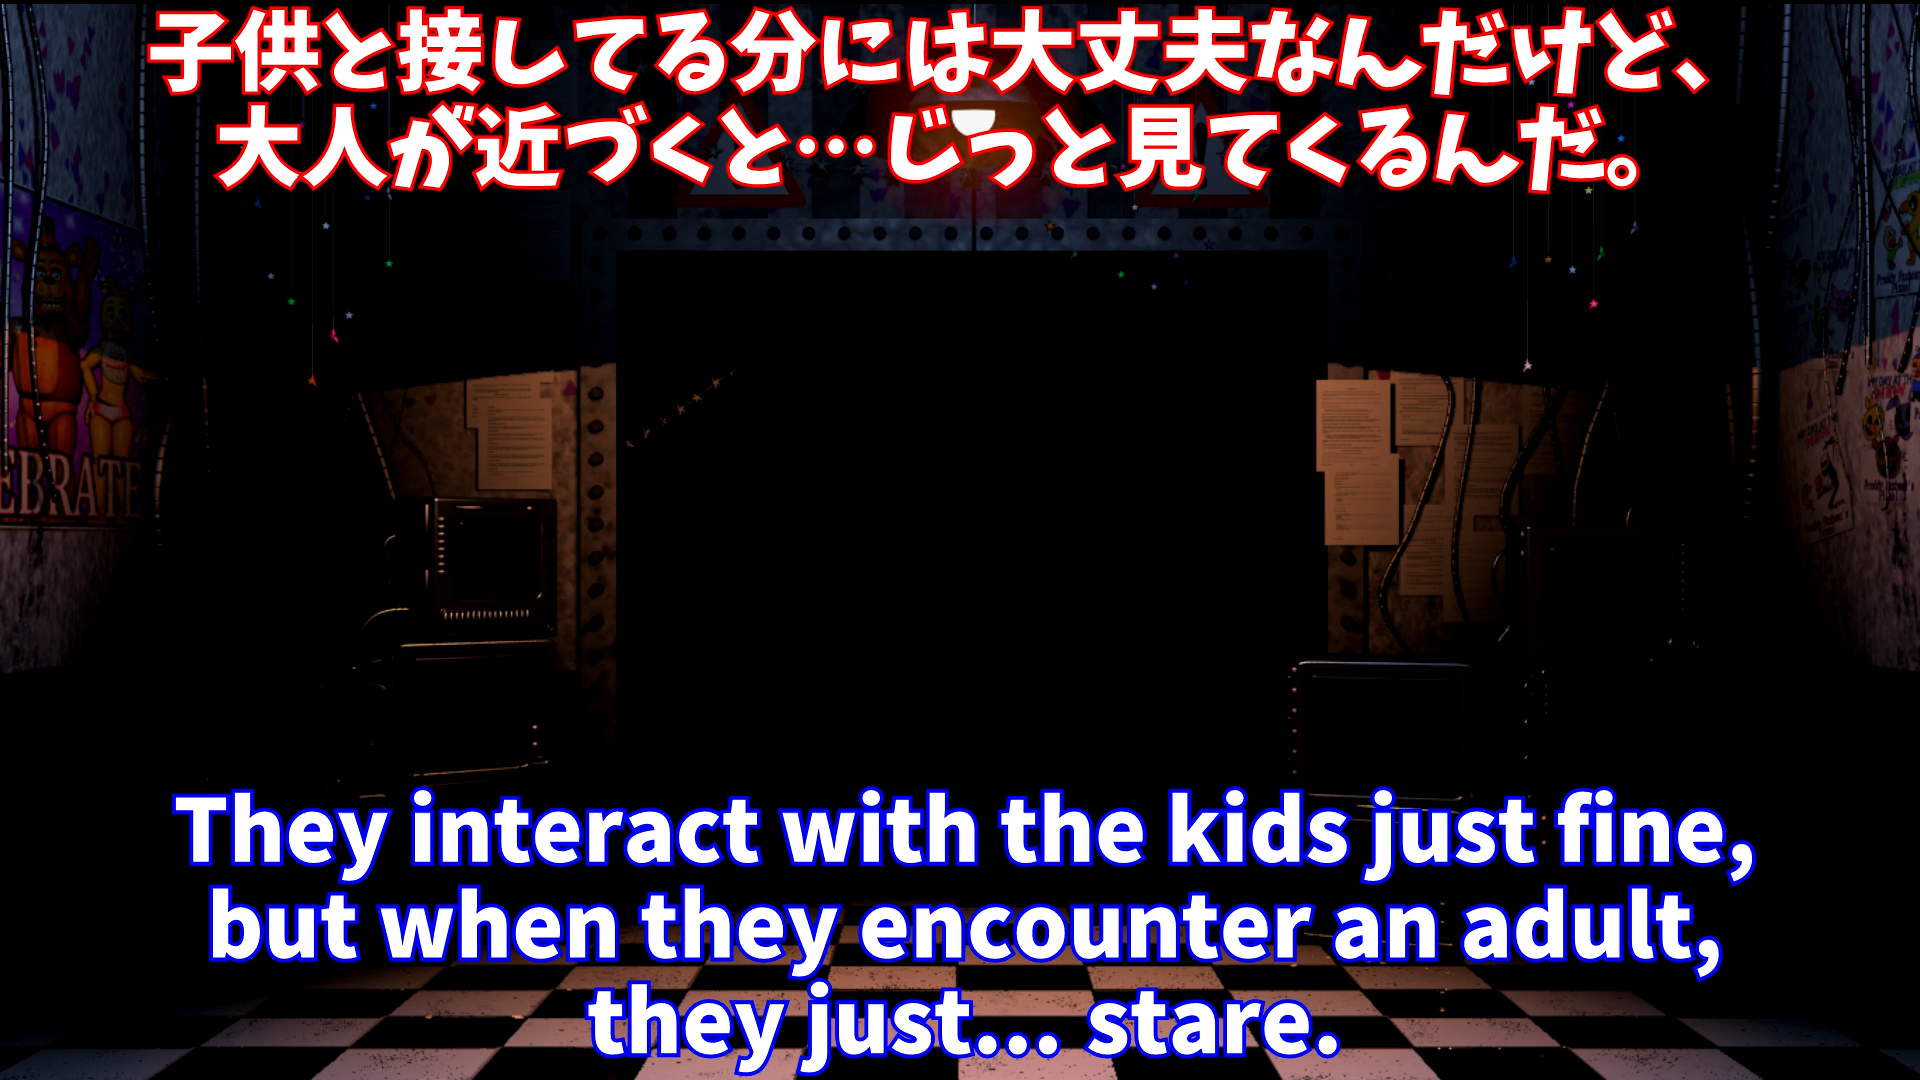 子供と接してる分には大丈夫なんだけど、
大人が近づくと…じっと見てくるんだ。
EBRATE
They interact with the kids just fine,
but when they encounter an adult,
they just... stare.